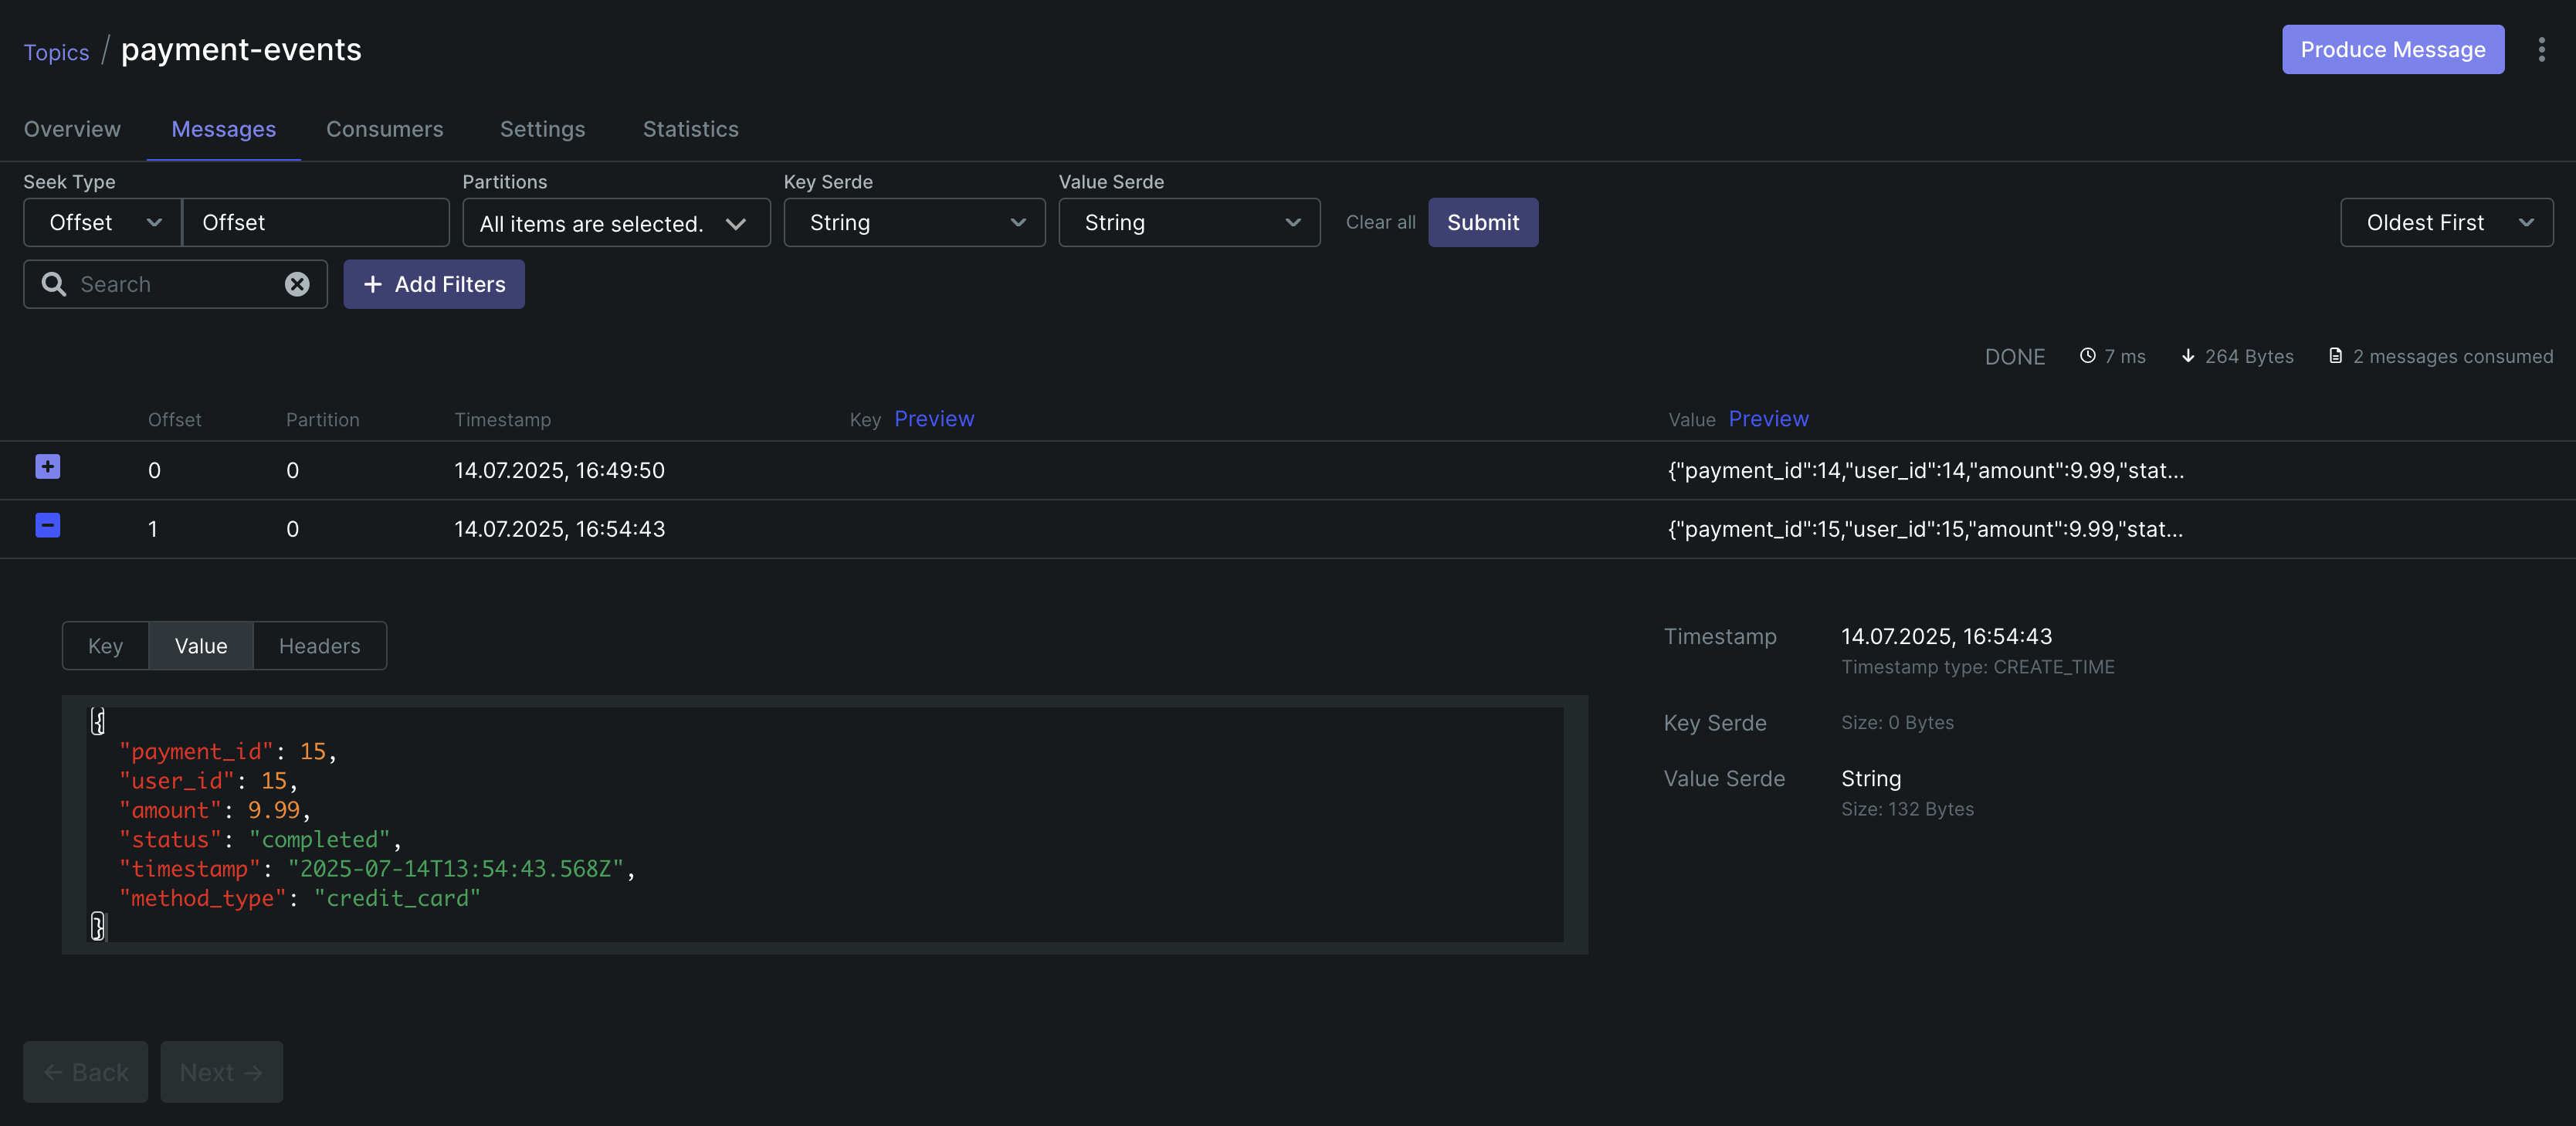 Topics / payment-events
Produce Message
Overview Messages Consumers Settings Statistics
Seek Type Partitions Key Serde Value Serde
Offset Offset All items are selected. String String Clear all Submit Oldest First
Search + Add Filters
DONE 7 ms 264 Bytes 2 messages consumed
Offset Partition Timestamp Key Preview Value Preview
0 0 14.07.2025, 16:49:50 {"payment_id":14,"user_id":14,"amount":9.99,"stat...
1 0 14.07.2025, 16:54:43 {"payment_id":15,"user_id":15,"amount":9.99,"stat...
Key Value Headers
{
"payment_id": 15,
"user_id": 15,
"amount": 9.99,
"status": "completed",
"timestamp": "2025-07-14T13:54:43.568Z",
"method_type": "credit_card"
}
Timestamp 14.07.2025, 16:54:43
Timestamp type: CREATE_TIME
Key Serde Size: 0 Bytes
Value Serde String
Size: 132 Bytes
← Back Next →